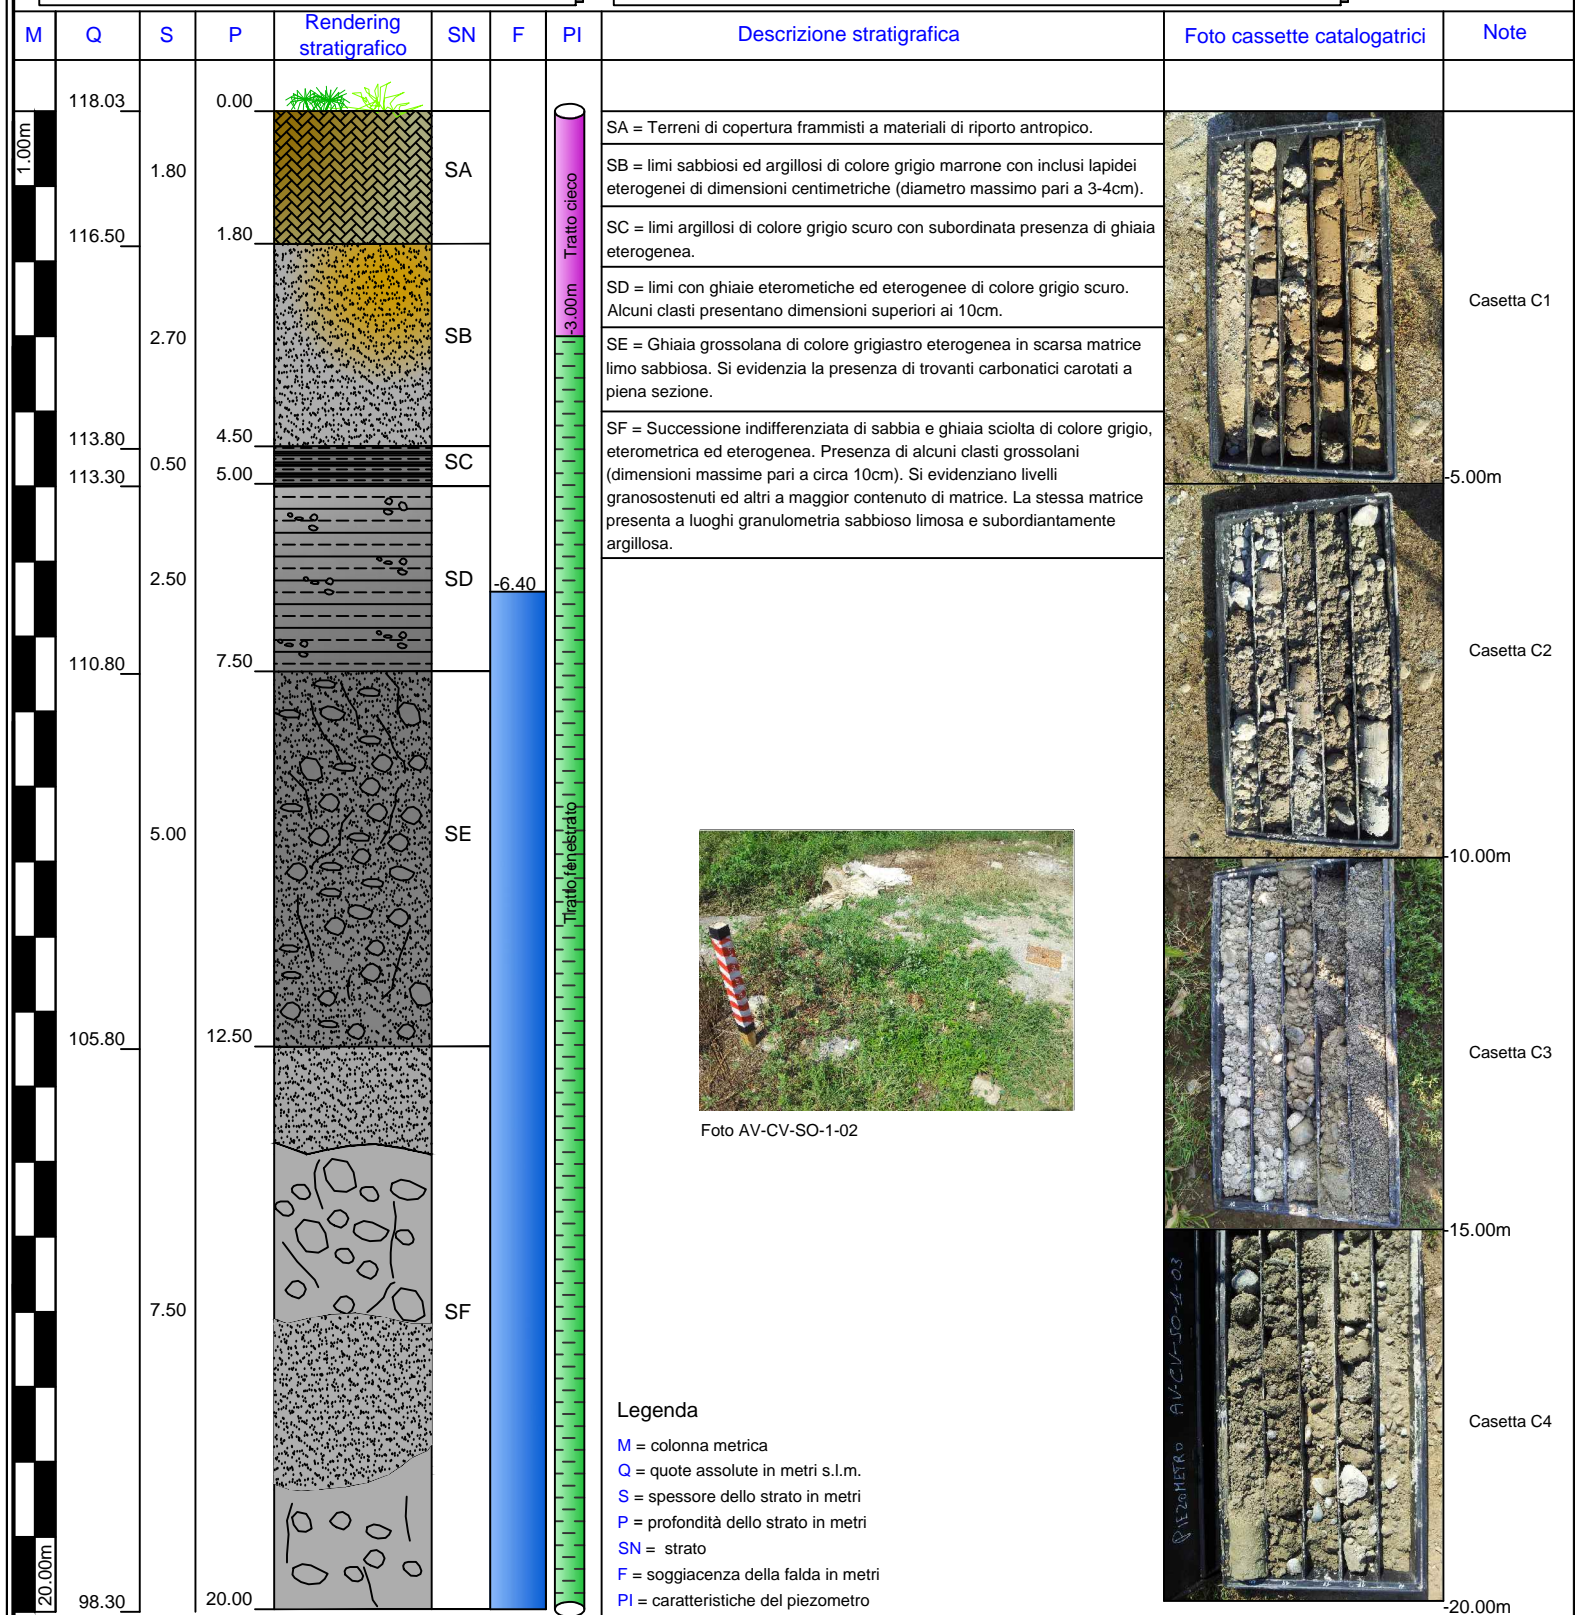 M Q S P Rendering stratigrafico SN F PI Descrizione stratigrafica Foto cassette catalogatrici Note
118.03 0.00
1.00m
1.80 SA
116.50 1.80
2.70 SB
113.80 4.50
0.50 SC
113.30 5.00
2.50 SD
-6.40
110.80 7.50
5.00 SE
105.80 12.50
7.50 SF
20.00m
98.30 20.00
Tratto cieco
-3.00m
Tratto fenestrato
SA = Terreni di copertura frammisti a materiali di riporto antropico.
SB = limi sabbiosi ed argillosi di colore grigio marrone con inclusi lapidei
eterogenei di dimensioni centimetriche (diametro massimo pari a 3-4cm).
SC = limi argillosi di colore grigio scuro con subordinata presenza di ghiaia
eterogenea.
SD = limi con ghiaie eterometiche ed eterogenee di colore grigio scuro.
Alcuni clasti presentano dimensioni superiori ai 10cm.
SE = Ghiaia grossolana di colore grigiastro eterogenea in scarsa matrice
limo sabbiosa. Si evidenzia la presenza di trovanti carbonatici carotati a
piena sezione.
SF = Successione indifferenziata di sabbia e ghiaia sciolta di colore grigio,
eterometrica ed eterogenea. Presenza di alcuni clasti grossolani
(dimensioni massime pari a circa 10cm). Si evidenziano livelli
granosostenuti ed altri a maggior contenuto di matrice. La stessa matrice
presenta a luoghi granulometria sabbioso limosa e subordiantamente
argillosa.
Foto AV-CV-SO-1-02
Legenda
M = colonna metrica
Q = quote assolute in metri s.l.m.
S = spessore dello strato in metri
P = profondità dello strato in metri
SN = strato
F = soggiacenza della falda in metri
PI = caratteristiche del piezometro
Casetta C1
-5.00m
Casetta C2
-10.00m
Casetta C3
-15.00m
PIEZOMETRO AV-CV-SO-1-03
Casetta C4
-20.00m